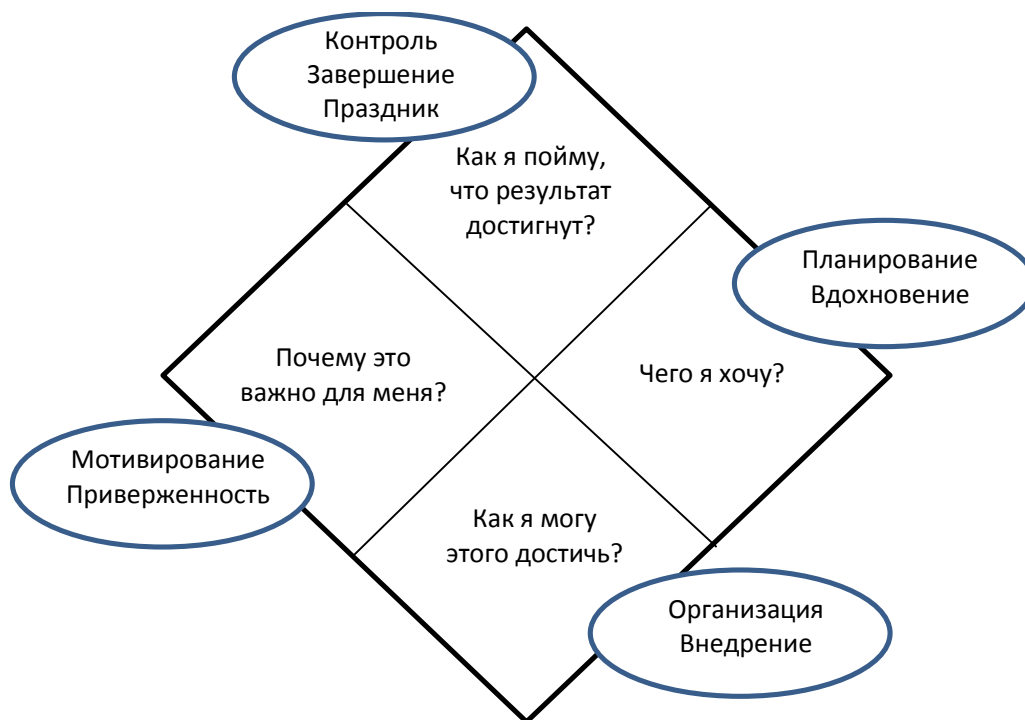 Контроль
Завершение
Праздник
Как я пойму,
что результат
достигнут?
Планирование
Вдохновение
Почему это
важно для меня?
Чего я хочу?
Мотивирование
Приверженность
Как я могу
этого достичь?
Организация
Внедрение